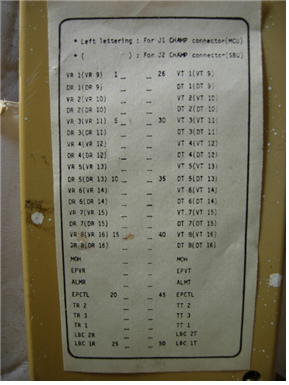 * Left lettering : For J1 CHAMP connector(MCU)
* ( ) : For J2 CHAMP connector(SBU)
VR 1(VR 9) 1 _ _ 26 VT 1(VT 9)
DR 1(DR 9) _ _ DT 1(DT 9)
VR 2(VR 10) _ _ VT 2(VT 10)
DR 2(DR 10) _ _ DT 2(DT 10)
VR 3(VR 11) 5 _ _ 30 VT 3(VT 11)
DR 3(DR 11) _ _ DT 3(DT 11)
VR 4(VR 12) _ _ VT 4(VT 12)
DR 4(DR 12) _ _ DT 4(DT 12)
VR 5(VR 13) _ _ VT 5(VT 13)
DR 5(DR 13) 10 _ _ 35 DT 5(DT 13)
VR 6(VR 14) _ _ VT 6(VT 14)
DR 6(DR 14) _ _ DT 6(DT 14)
VR 7(VR 15) _ _ VT 7(VT 15)
DR 7(DR 15) _ _ DT 7(DT 15)
VR 8(VR 16) 15 _ _ 40 VT 8(VT 16)
DR 8(DR 16) _ _ DT 8(DT 16)
MOH _ _ MOH
EPVR _ _ EPVT
ALMR _ _ ALMT
EPCTL 20 _ _ 45 EPCTL
TR 2 _ _ TT 2
TR 3 _ _ TT 3
TR 1 _ _ TT 1
LBC 2R _ _ LBC 2T
LBC 1R 25 _ _ 50 LBC 1T